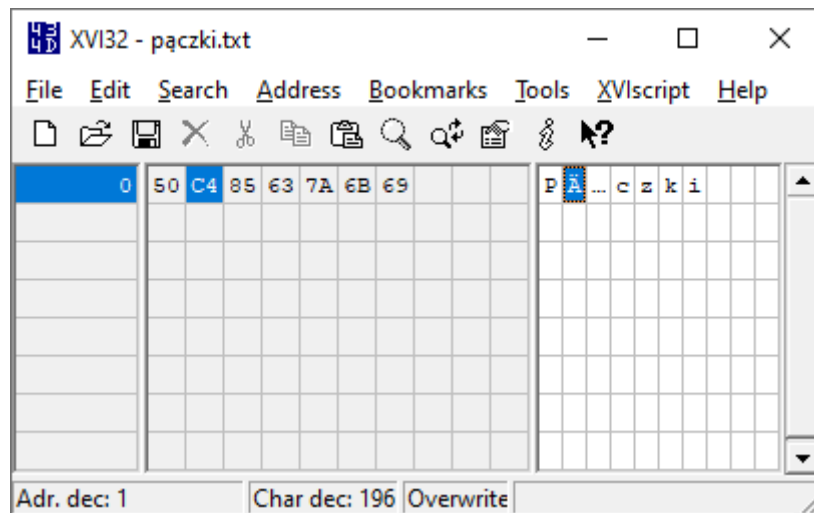 XVI32 - pączki.txt
File Edit Search Address Bookmarks Tools XVIscript Help
0 50 C4 85 63 7A 6B 69 P Ä … c z k i
Adr. dec: 1 Char dec: 196 Overwrite